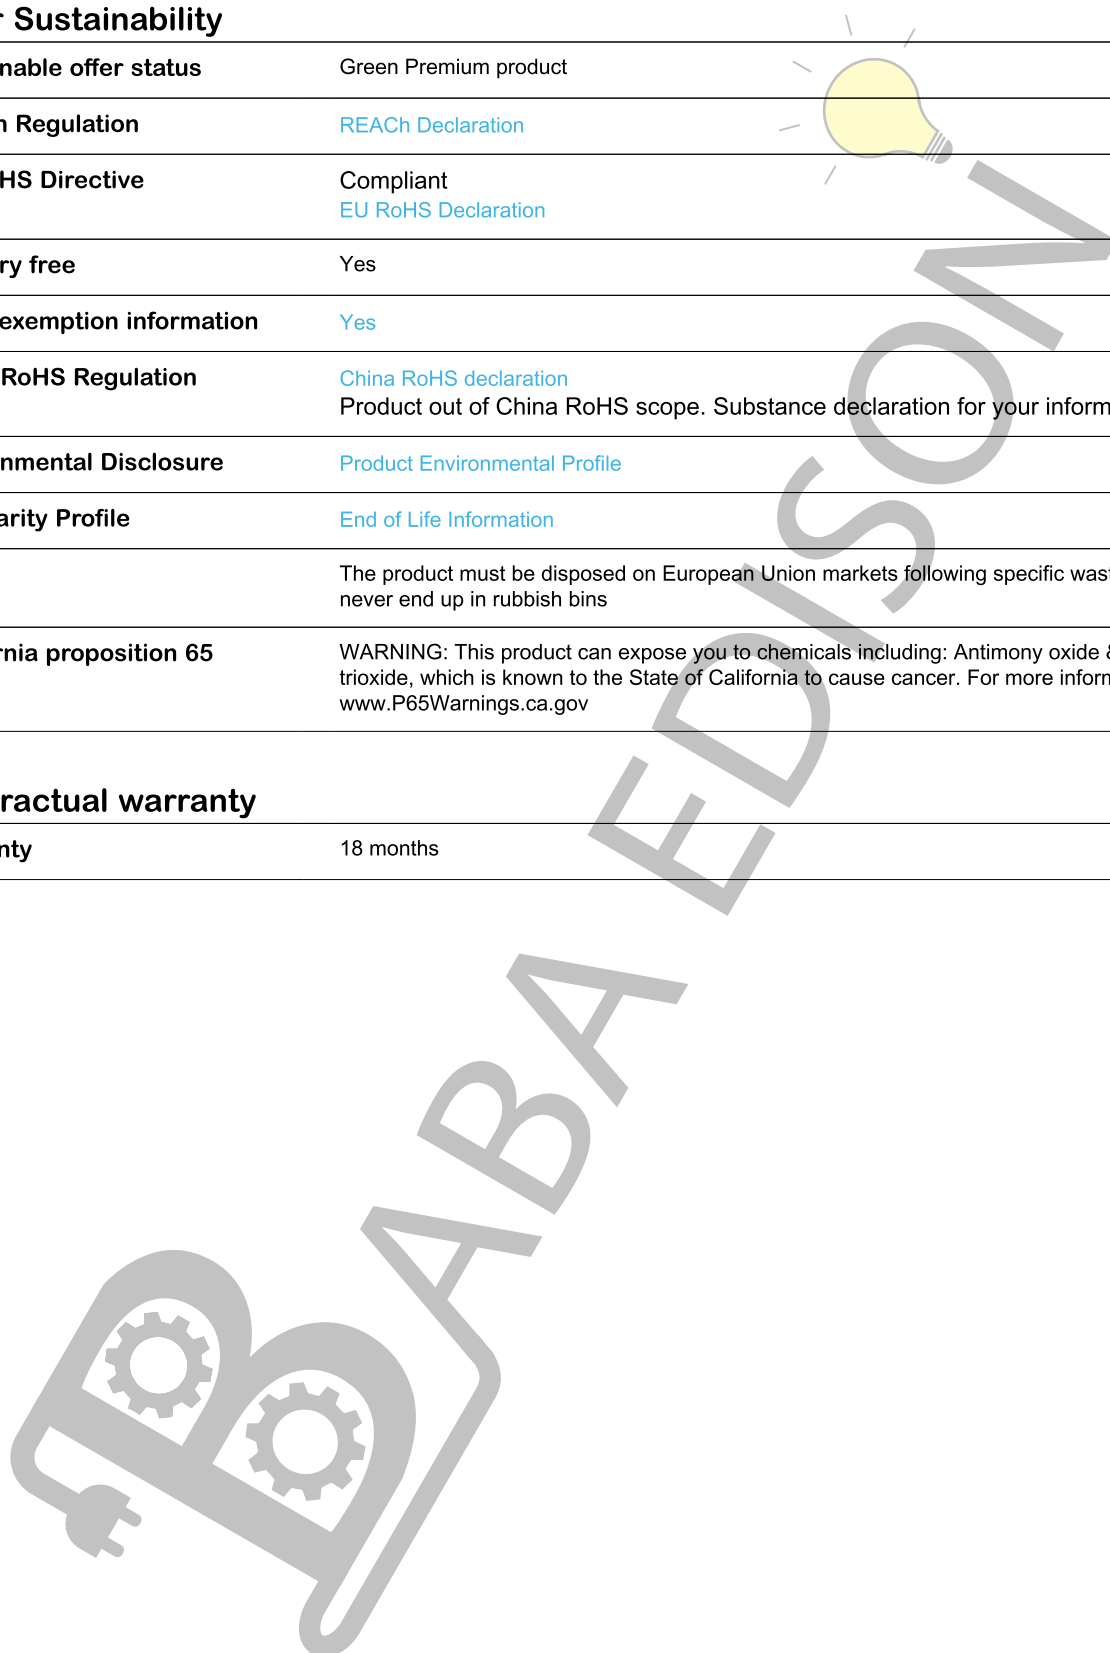 r Sustainability
nable offer status Green Premium product
n Regulation REACh Declaration
HS Directive Compliant
EU RoHS Declaration
ry free Yes
exemption information Yes
RoHS Regulation China RoHS declaration
Product out of China RoHS scope. Substance declaration for your inform
nmental Disclosure Product Environmental Profile
arity Profile End of Life Information
The product must be disposed on European Union markets following specific wast
never end up in rubbish bins
rnia proposition 65 WARNING: This product can expose you to chemicals including: Antimony oxide &
trioxide, which is known to the State of California to cause cancer. For more inform
www.P65Warnings.ca.gov
ractual warranty
nty 18 months
BABA EDISON